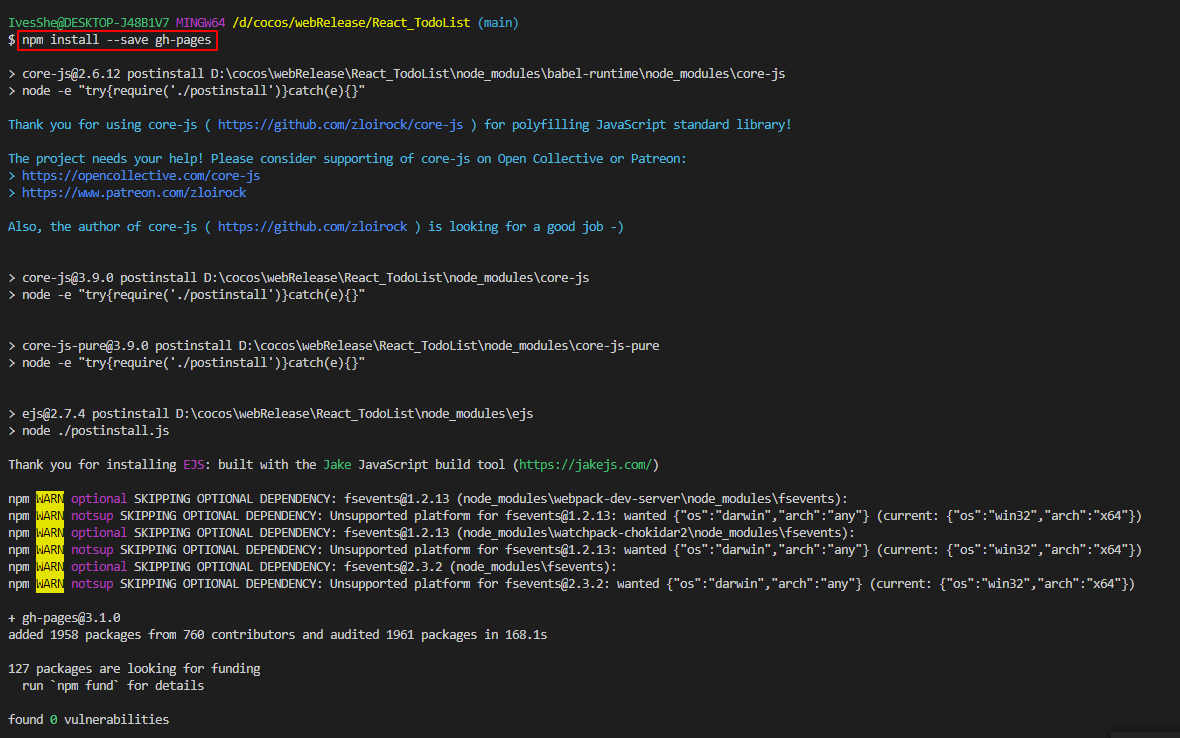 IvesShe@DESKTOP-J48B1V7 MINGW64 /d/cocos/webRelease/React_TodoList (main)
$ npm install --save gh-pages
> core-js@2.6.12 postinstall D:\cocos\webRelease\React_TodoList\node_modules\babel-runtime\node_modules\core-js
> node -e "try{require('./postinstall')}catch(e){}"
Thank you for using core-js ( https://github.com/zloirock/core-js ) for polyfilling JavaScript standard library!
The project needs your help! Please consider supporting of core-js on Open Collective or Patreon:
> https://opencollective.com/core-js
> https://www.patreon.com/zloirock
Also, the author of core-js ( https://github.com/zloirock ) is looking for a good job -)
> core-js@3.9.0 postinstall D:\cocos\webRelease\React_TodoList\node_modules\core-js
> node -e "try{require('./postinstall')}catch(e){}"
> core-js-pure@3.9.0 postinstall D:\cocos\webRelease\React_TodoList\node_modules\core-js-pure
> node -e "try{require('./postinstall')}catch(e){}"
> ejs@2.7.4 postinstall D:\cocos\webRelease\React_TodoList\node_modules\ejs
> node ./postinstall.js
Thank you for installing EJS: built with the Jake JavaScript build tool (https://jakejs.com/)
npm WARN optional SKIPPING OPTIONAL DEPENDENCY: fsevents@1.2.13 (node_modules\webpack-dev-server\node_modules\fsevents):
npm WARN notsup SKIPPING OPTIONAL DEPENDENCY: Unsupported platform for fsevents@1.2.13: wanted {"os":"darwin","arch":"any"} (current: {"os":"win32","arch":"x64"})
npm WARN optional SKIPPING OPTIONAL DEPENDENCY: fsevents@1.2.13 (node_modules\watchpack-chokidar2\node_modules\fsevents):
npm WARN notsup SKIPPING OPTIONAL DEPENDENCY: Unsupported platform for fsevents@1.2.13: wanted {"os":"darwin","arch":"any"} (current: {"os":"win32","arch":"x64"})
npm WARN optional SKIPPING OPTIONAL DEPENDENCY: fsevents@2.3.2 (node_modules\fsevents):
npm WARN notsup SKIPPING OPTIONAL DEPENDENCY: Unsupported platform for fsevents@2.3.2: wanted {"os":"darwin","arch":"any"} (current: {"os":"win32","arch":"x64"})
+ gh-pages@3.1.0
added 1958 packages from 760 contributors and audited 1961 packages in 168.1s
127 packages are looking for funding
run `npm fund` for details
found 0 vulnerabilities